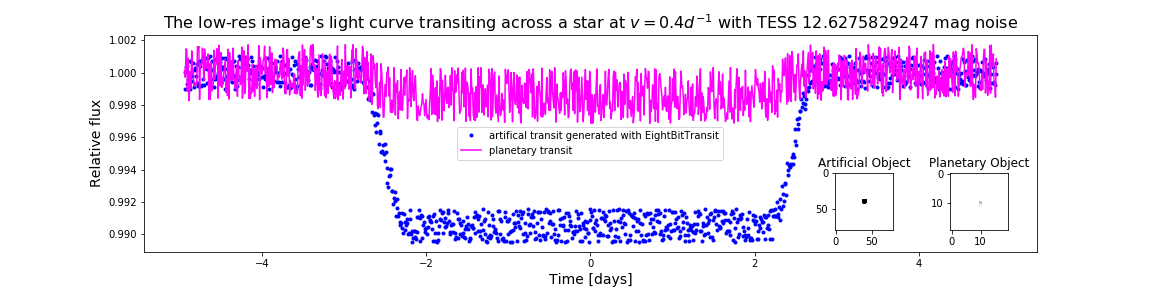 The low-res image's light curve transiting across a star at v = 0.4d⁻¹ with TESS 12.6275829247 mag noise
1.002
1.000
0.998
0.996
0.994
0.992
0.990
Relative flux
artifical transit generated with EightBitTransit
planetary transit
Artificial Object
Planetary Object
0
50
0
50
0
10
0
10
−4
−2
0
2
4
Time [days]